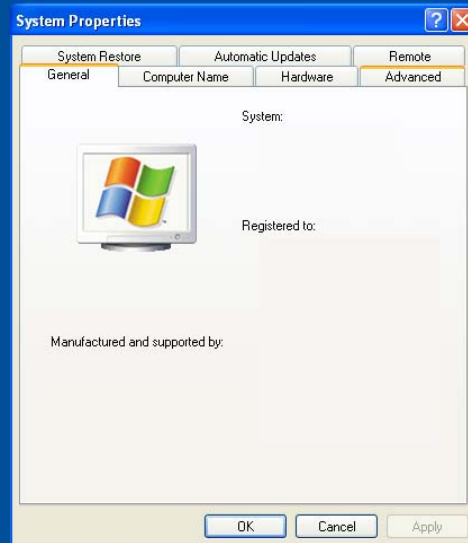 System Properties
System Restore Automatic Updates Remote
General Computer Name Hardware Advanced
System:
Registered to:
Manufactured and supported by:
OK Cancel Apply